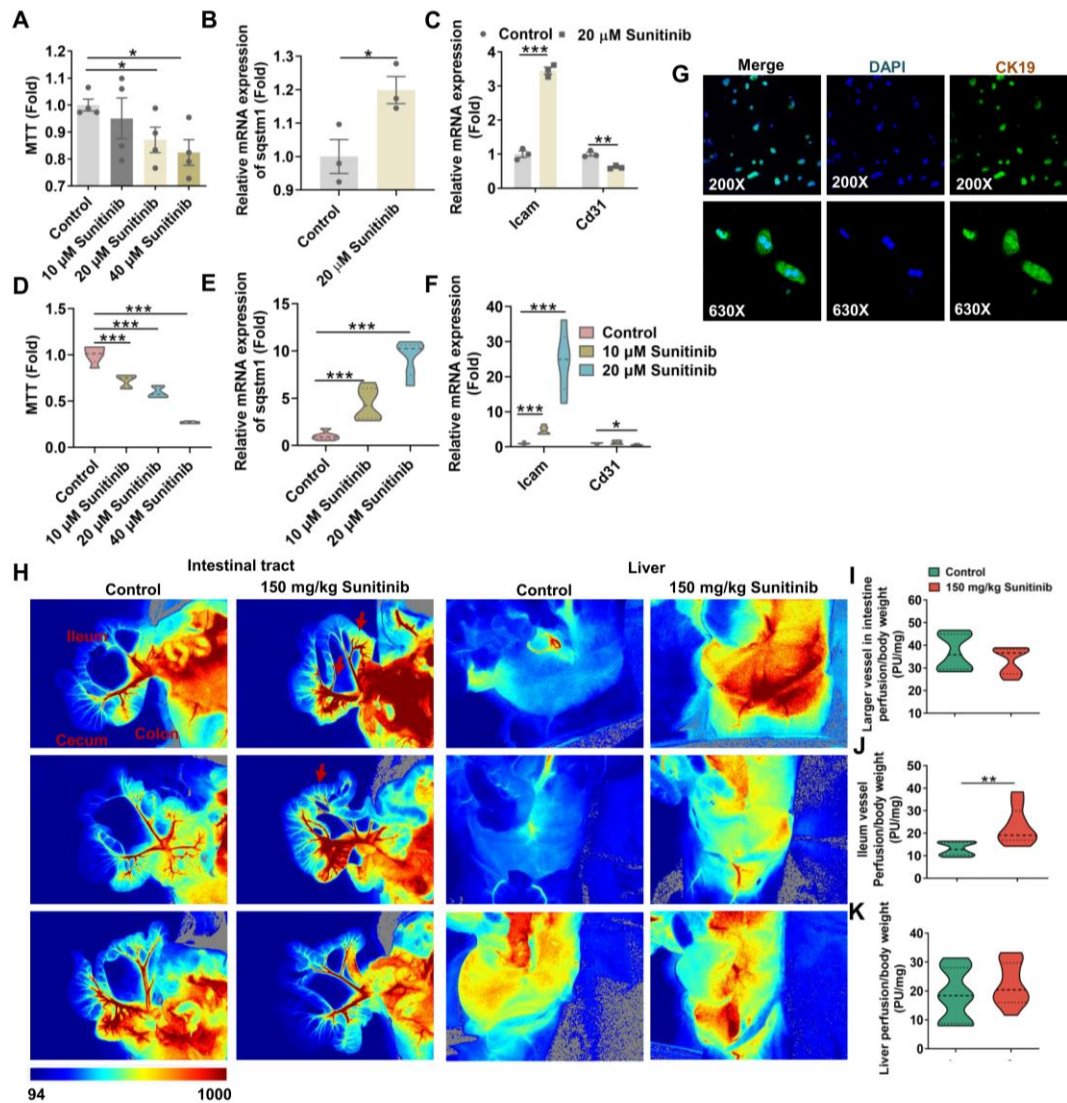 A
MTT (Fold)
1.2
1.1
1.0
0.9
0.8
0.7
*
*
Control
10 µM Sunitinib
20 µM Sunitinib
40 µM Sunitinib
B
Relative mRNA expression
of sqstm1 (Fold)
1.3
1.2
1.1
1.0
0.9
*
Control
20 µM Sunitinib
C
Control
20 µM Sunitinib
Relative mRNA expression
(Fold)
4
3
2
1
0
***
**
Icam
Cd31
D
MTT (Fold)
1.5
1.0
0.5
0.0
***
***
***
Control
10 µM Sunitinib
20 µM Sunitinib
40 µM Sunitinib
E
Relative mRNA expression
of sqstm1 (Fold)
15
10
5
0
***
***
Control
10 µM Sunitinib
20 µM Sunitinib
F
Relative mRNA expression
(Fold)
40
30
20
10
0
***
***
*
Control
10 µM Sunitinib
20 µM Sunitinib
Icam
Cd31
G
Merge
DAPI
CK19
200X
200X
200X
630X
630X
630X
H
Intestinal tract
Liver
Control
150 mg/kg Sunitinib
Control
150 mg/kg Sunitinib
Ileum
Cecum
Colon
94
1000
I
Control
150 mg/kg Sunitinib
Larger vessel in intestine
perfusion/body weight
(PU/mg)
60
50
40
30
20
10
J
Ileum vessel
Perfusion/body weight
(PU/mg)
50
40
30
20
10
0
**
K
Liver perfusion/body weight
(PU/mg)
40
30
20
10
0